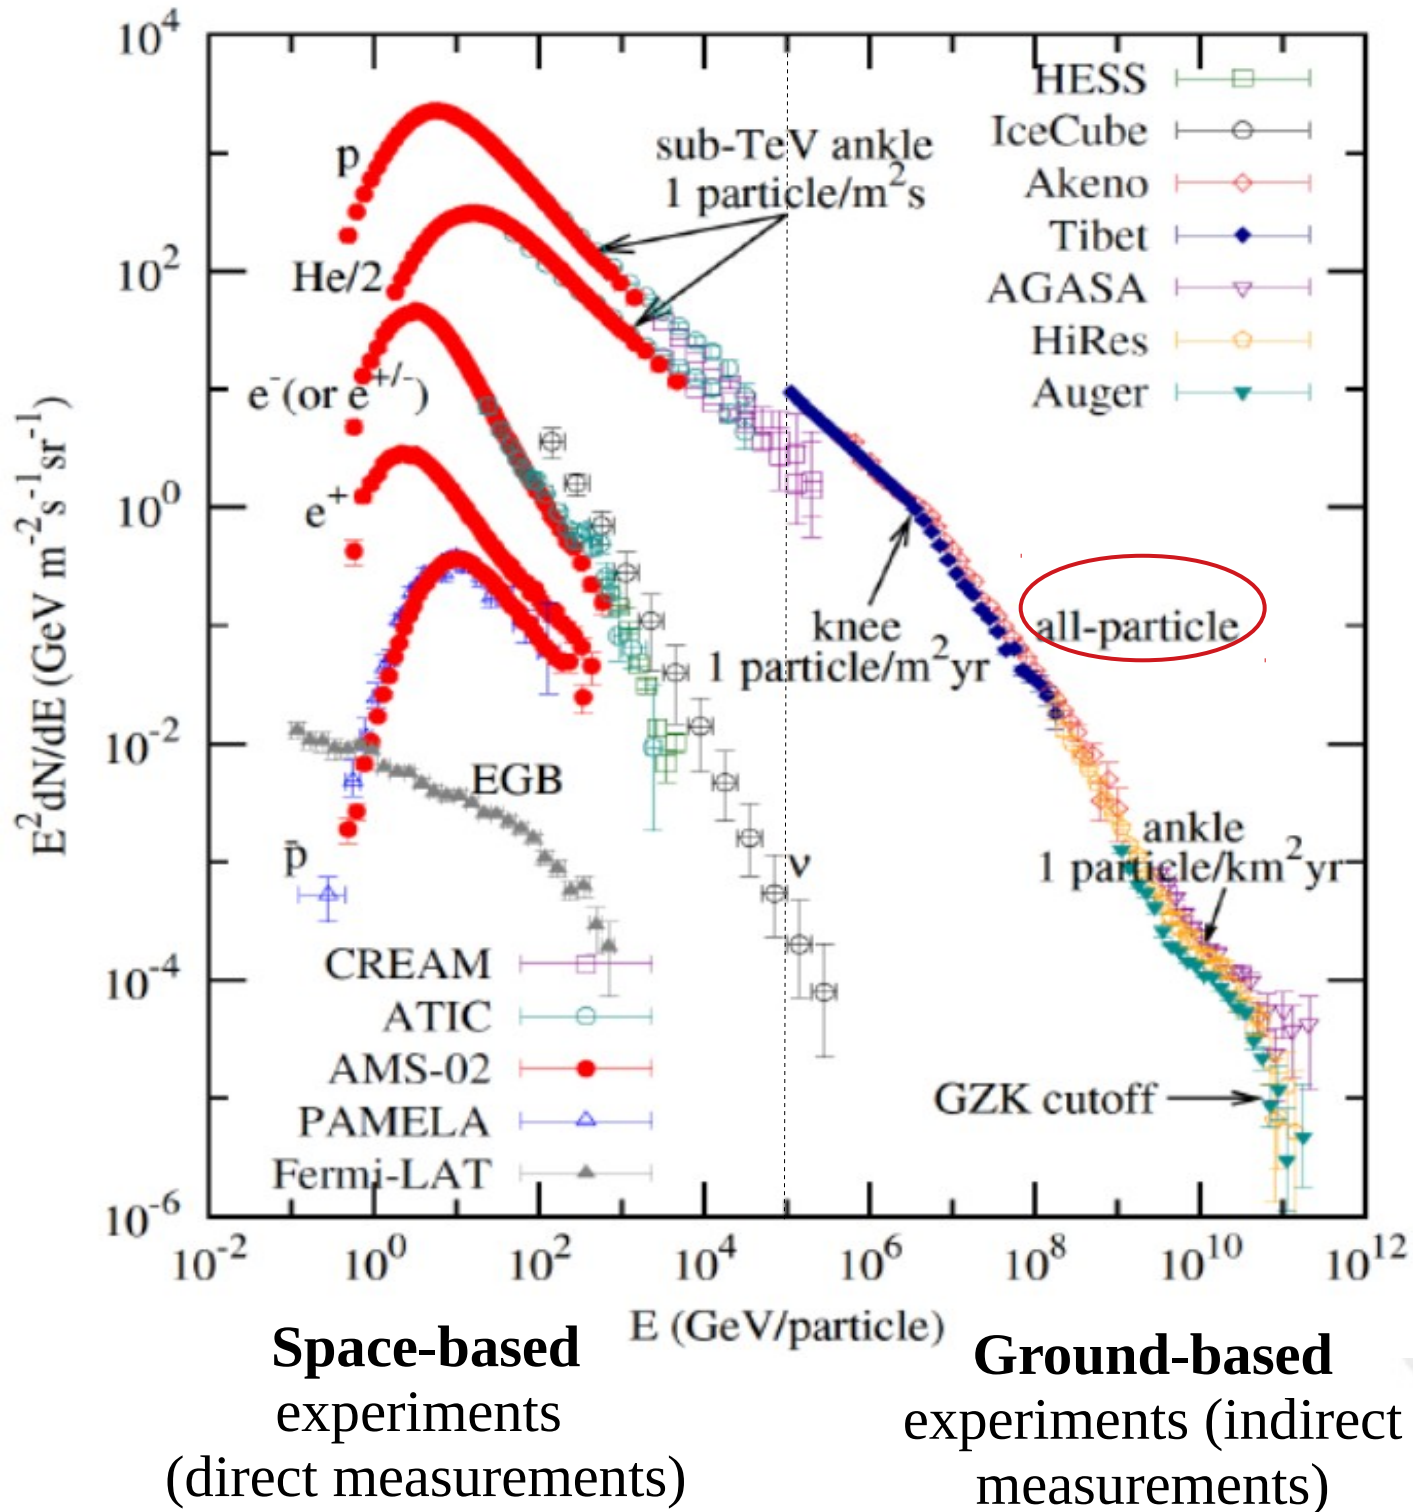 10^4
10^2
10^0
10^-2
10^-4
10^-6
E^2dN/dE (GeV m^-2s^-1sr^-1)
p
He/2
e^-(or e^+/-)
e^+
p̄
EGB
ν
sub-TeV ankle
1 particle/m^2s
HESS
IceCube
Akeno
Tibet
AGASA
HiRes
Auger
knee
1 particle/m^2yr
all-particle
ankle
1 particle/km^2yr
GZK cutoff
CREAM
ATIC
AMS-02
PAMELA
Fermi-LAT
10^-2 10^0 10^2 10^4 10^6 10^8 10^10 10^12
E (GeV/particle)
Space-based
experiments
(direct measurements)
Ground-based
experiments (indirect
measurements)